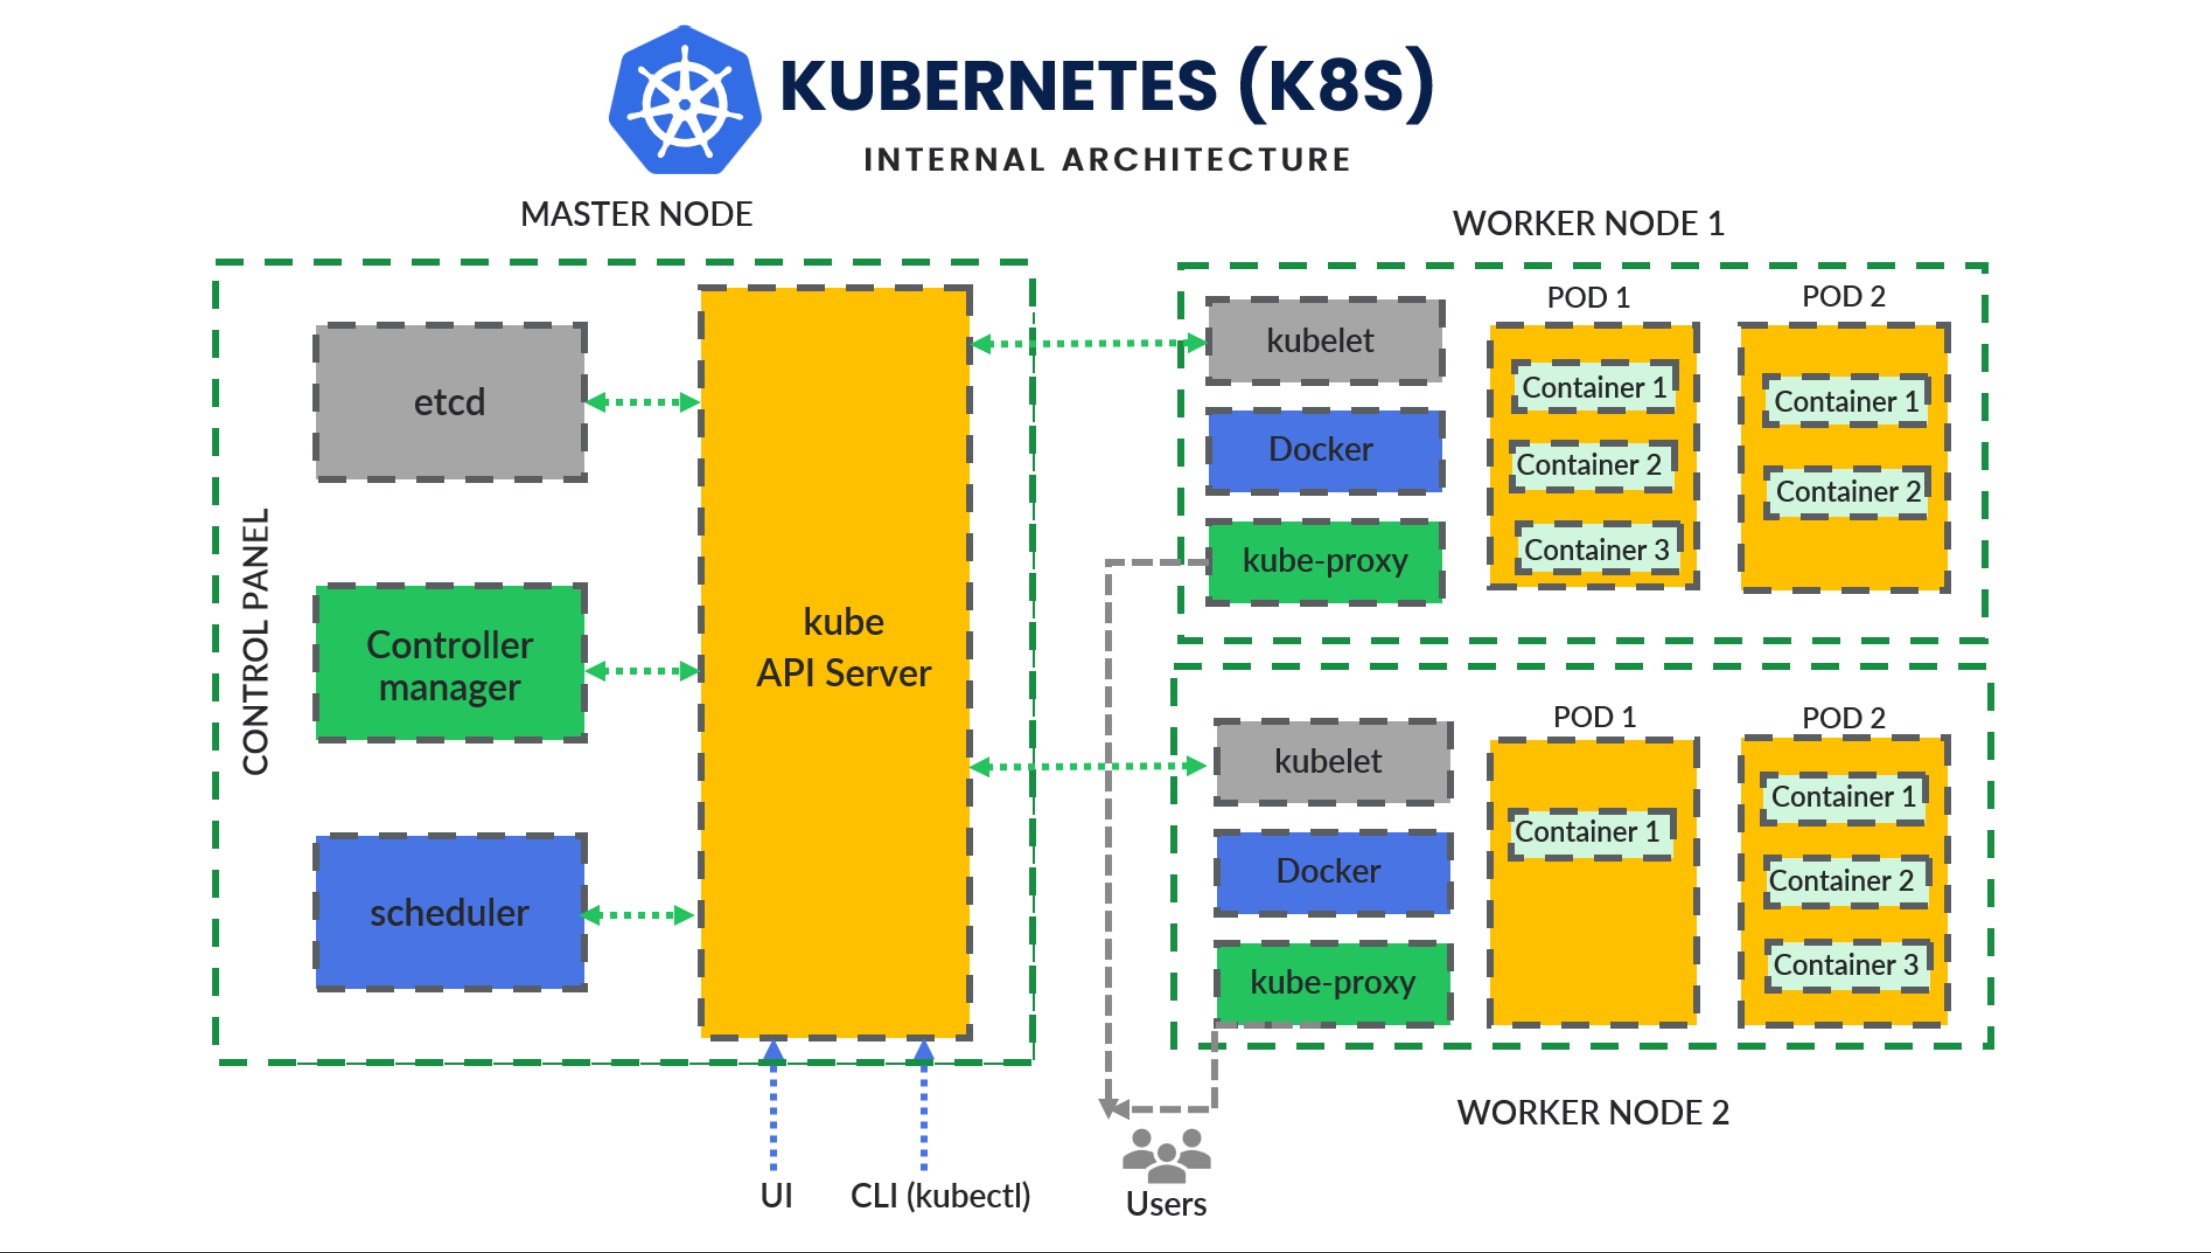 KUBERNETES (K8S)
INTERNAL ARCHITECTURE
MASTER NODE
CONTROL PANEL
etcd
Controller
manager
scheduler
kube
API Server
UI
CLI (kubectl)
WORKER NODE 1
kubelet
Docker
kube-proxy
POD 1
Container 1
Container 2
Container 3
POD 2
Container 1
Container 2
kubelet
Docker
kube-proxy
POD 1
Container 1
POD 2
Container 1
Container 2
Container 3
WORKER NODE 2
Users